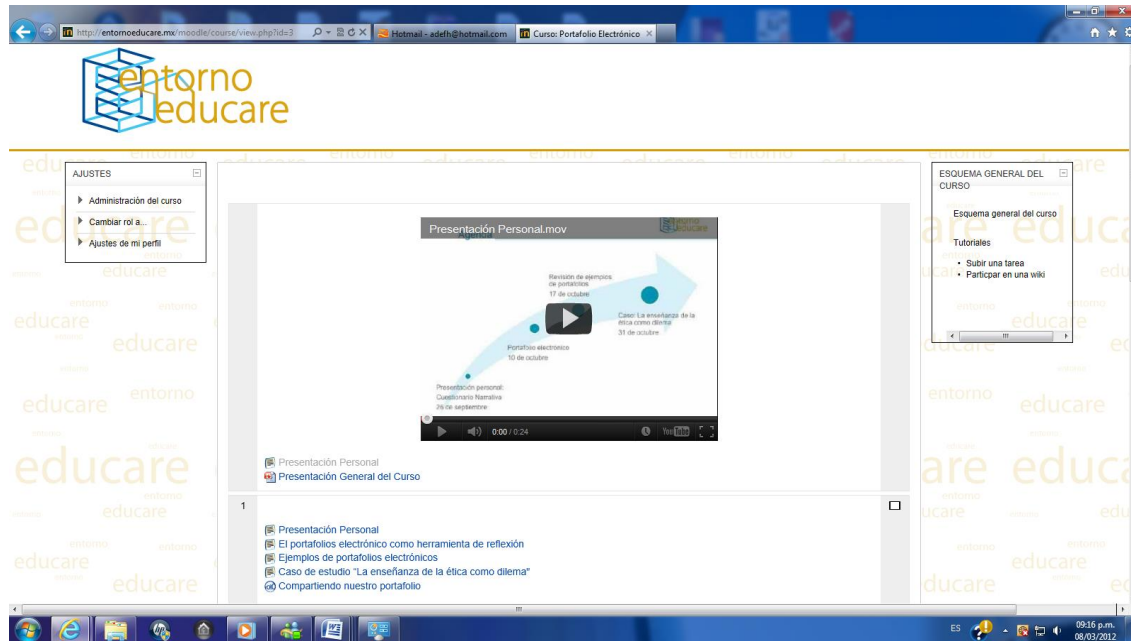 http://entornoeducare.mx/moodle/course/view.php?id=3
Hotmail - adefh@hotmail.com
Curso: Portafolio Electrónico
entorno
educare
AJUSTES
Administración del curso
Cambiar rol a...
Ajustes de mi perfil
Presentación Personal.mov
Agenda
entorno
educare
Revisión de ejemplos
de portafolios
17 de octubre
Caso: La enseñanza de la
ética como dilema
31 de octubre
Portafolio electrónico
10 de octubre
Presentación personal:
Cuestionario Narrativa
26 de septiembre
0:00 / 0:24
YouTube
Presentación Personal
Presentación General del Curso
1
Presentación Personal
El portafolios electrónico como herramienta de reflexión
Ejemplos de portafolios electrónicos
Caso de estudio "La enseñanza de la ética como dilema"
Compartiendo nuestro portafolio
ESQUEMA GENERAL DEL
CURSO
Esquema general del curso
Tutoriales
• Subir una tarea
• Particpar en una wiki
ES
09:16 p.m.
08/03/2012